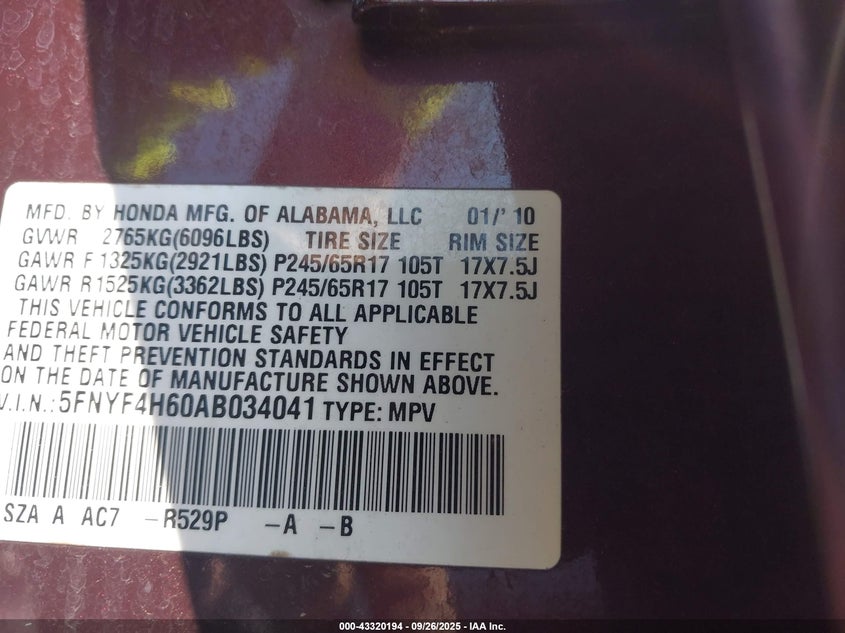 MFD. BY HONDA MFG. OF ALABAMA, LLC 01/'10
GVWR 2765KG(6096LBS) TIRE SIZE RIM SIZE
GAWR F 1325KG(2921LBS) P245/65R17 105T 17X7.5J
GAWR R 1525KG(3362LBS) P245/65R17 105T 17X7.5J
THIS VEHICLE CONFORMS TO ALL APPLICABLE
FEDERAL MOTOR VEHICLE SAFETY
AND THEFT PREVENTION STANDARDS IN EFFECT
ON THE DATE OF MANUFACTURE SHOWN ABOVE.
V.I.N.: 5FNYF4H60AB034041 TYPE: MPV
SZA A AC7 -R529P -A -B
000-43320194 - 09/26/2025 - IAA Inc.